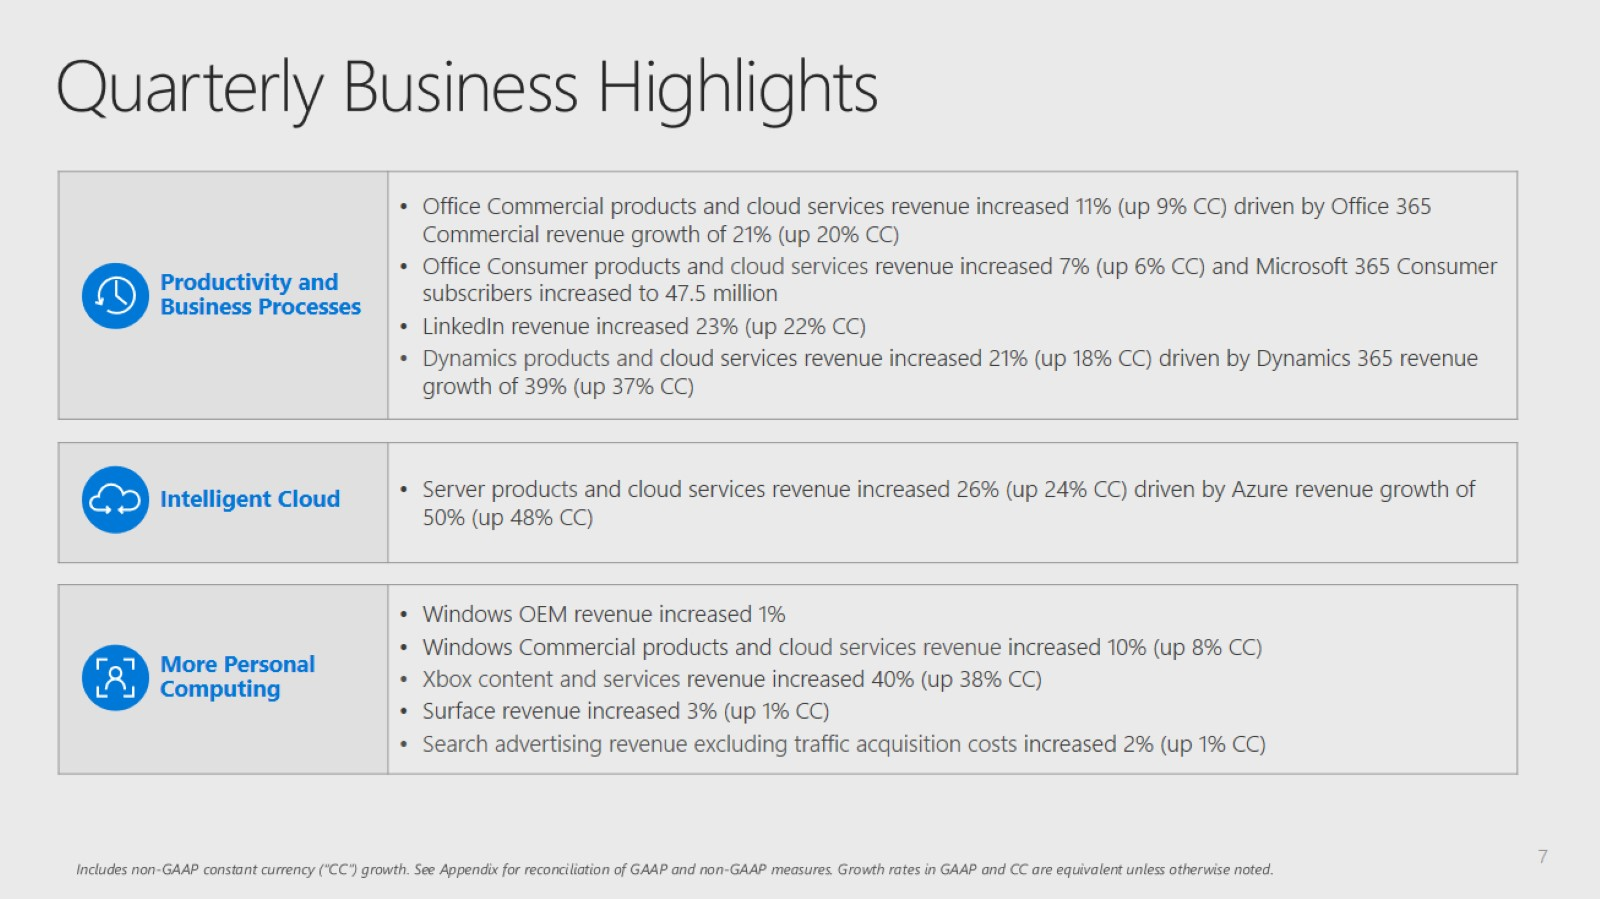 Quarterly Business Highlights
Productivity and
Business Processes
• Office Commercial products and cloud services revenue increased 11% (up 9% CC) driven by Office 365
Commercial revenue growth of 21% (up 20% CC)
• Office Consumer products and cloud services revenue increased 7% (up 6% CC) and Microsoft 365 Consumer
subscribers increased to 47.5 million
• LinkedIn revenue increased 23% (up 22% CC)
• Dynamics products and cloud services revenue increased 21% (up 18% CC) driven by Dynamics 365 revenue
growth of 39% (up 37% CC)
Intelligent Cloud
• Server products and cloud services revenue increased 26% (up 24% CC) driven by Azure revenue growth of
50% (up 48% CC)
More Personal
Computing
• Windows OEM revenue increased 1%
• Windows Commercial products and cloud services revenue increased 10% (up 8% CC)
• Xbox content and services revenue increased 40% (up 38% CC)
• Surface revenue increased 3% (up 1% CC)
• Search advertising revenue excluding traffic acquisition costs increased 2% (up 1% CC)
Includes non-GAAP constant currency ("CC") growth. See Appendix for reconciliation of GAAP and non-GAAP measures. Growth rates in GAAP and CC are equivalent unless otherwise noted.
7